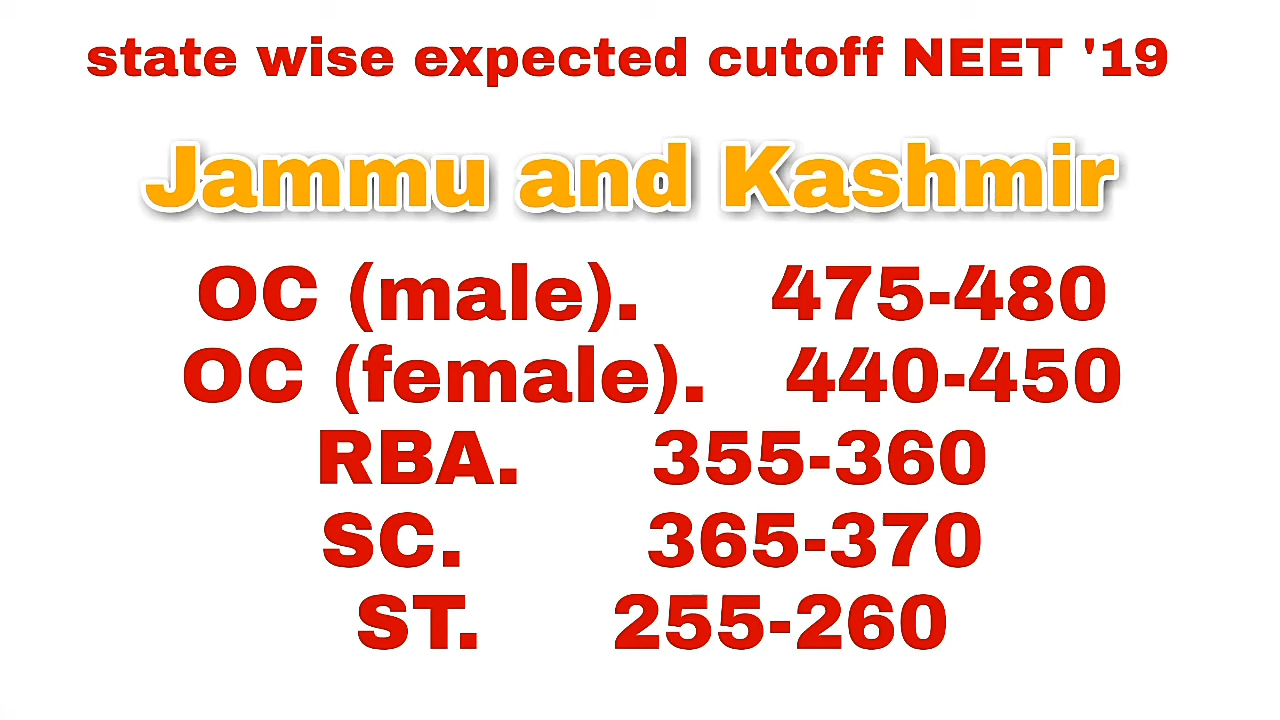 state wise expected cutoff NEET '19
Jammu and Kashmir
OC (male). 475-480
OC (female). 440-450
RBA. 355-360
SC. 365-370
ST. 255-260